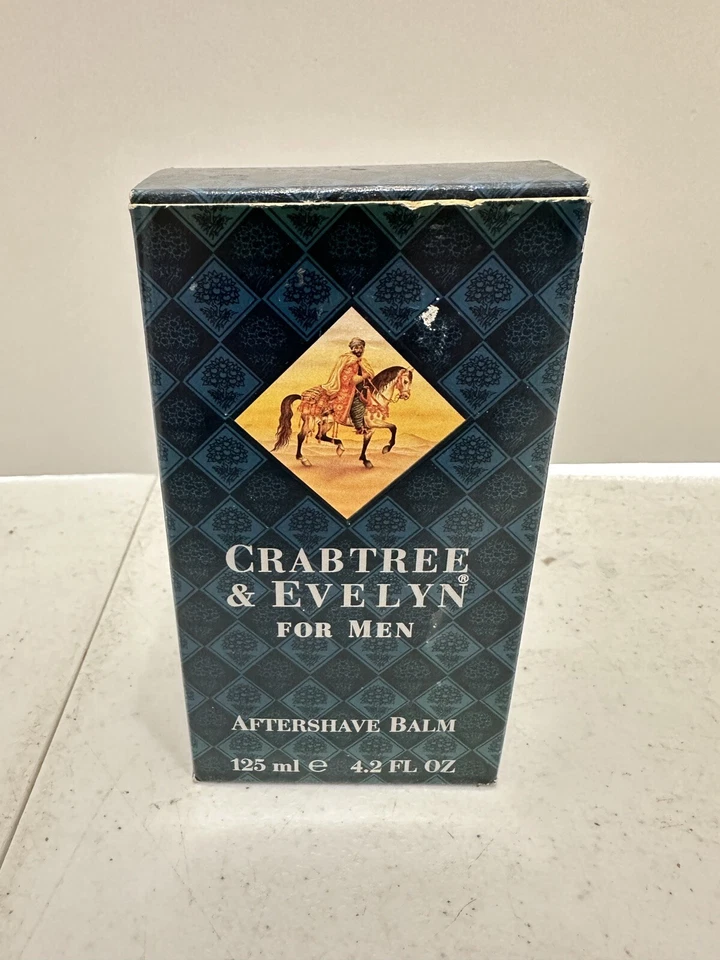 CRABTREE
& EVELYN®
FOR MEN
AFTERSHAVE BALM
125 ml ℮ 4.2 FL OZ